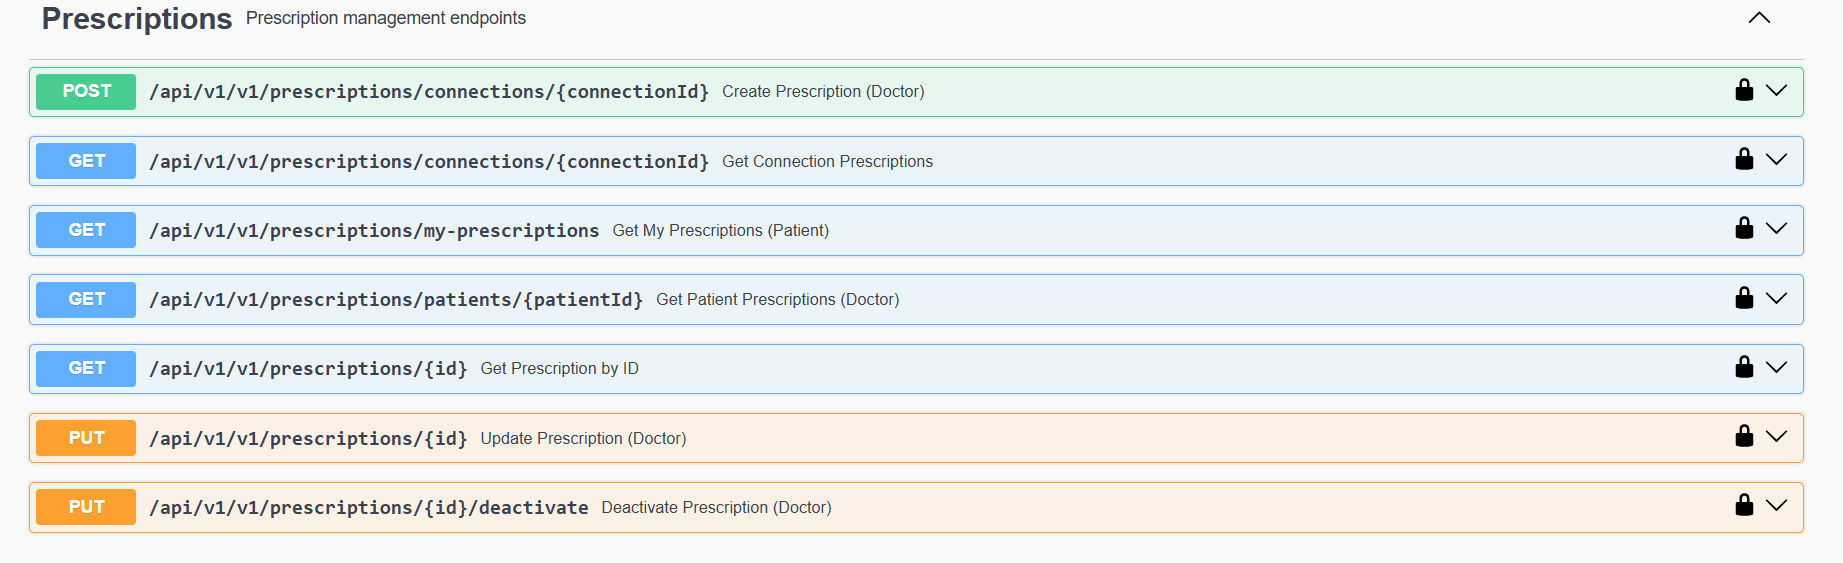 Prescriptions Prescription management endpoints
POST /api/v1/v1/prescriptions/connections/{connectionId} Create Prescription (Doctor)
GET /api/v1/v1/prescriptions/connections/{connectionId} Get Connection Prescriptions
GET /api/v1/v1/prescriptions/my-prescriptions Get My Prescriptions (Patient)
GET /api/v1/v1/prescriptions/patients/{patientId} Get Patient Prescriptions (Doctor)
GET /api/v1/v1/prescriptions/{id} Get Prescription by ID
PUT /api/v1/v1/prescriptions/{id} Update Prescription (Doctor)
PUT /api/v1/v1/prescriptions/{id}/deactivate Deactivate Prescription (Doctor)